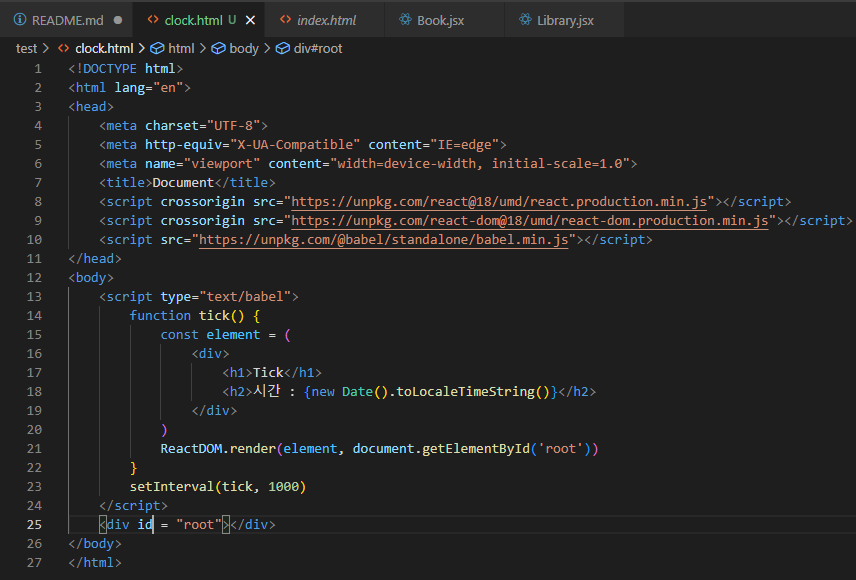 README.md
clock.html U
index.html
Book.jsx
Library.jsx
test > clock.html > html > body > div#root
1 <!DOCTYPE html>
2 <html lang="en">
3 <head>
4 <meta charset="UTF-8">
5 <meta http-equiv="X-UA-Compatible" content="IE=edge">
6 <meta name="viewport" content="width=device-width, initial-scale=1.0">
7 <title>Document</title>
8 <script crossorigin src="https://unpkg.com/react@18/umd/react.production.min.js"></script>
9 <script crossorigin src="https://unpkg.com/react-dom@18/umd/react-dom.production.min.js"></script>
10 <script src="https://unpkg.com/@babel/standalone/babel.min.js"></script>
11 </head>
12 <body>
13 <script type="text/babel">
14 function tick() {
15 const element = (
16 <div>
17 <h1>Tick</h1>
18 <h2>시간 : {new Date().toLocaleTimeString()}</h2>
19 </div>
20 )
21 ReactDOM.render(element, document.getElementById('root'))
22 }
23 setInterval(tick, 1000)
24 </script>
25 <div id = "root"></div>
26 </body>
27 </html>